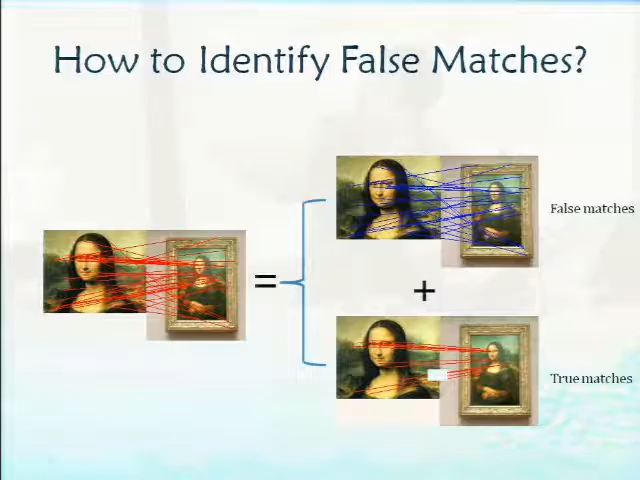 How to Identify False Matches?
False matches
=
+
True matches